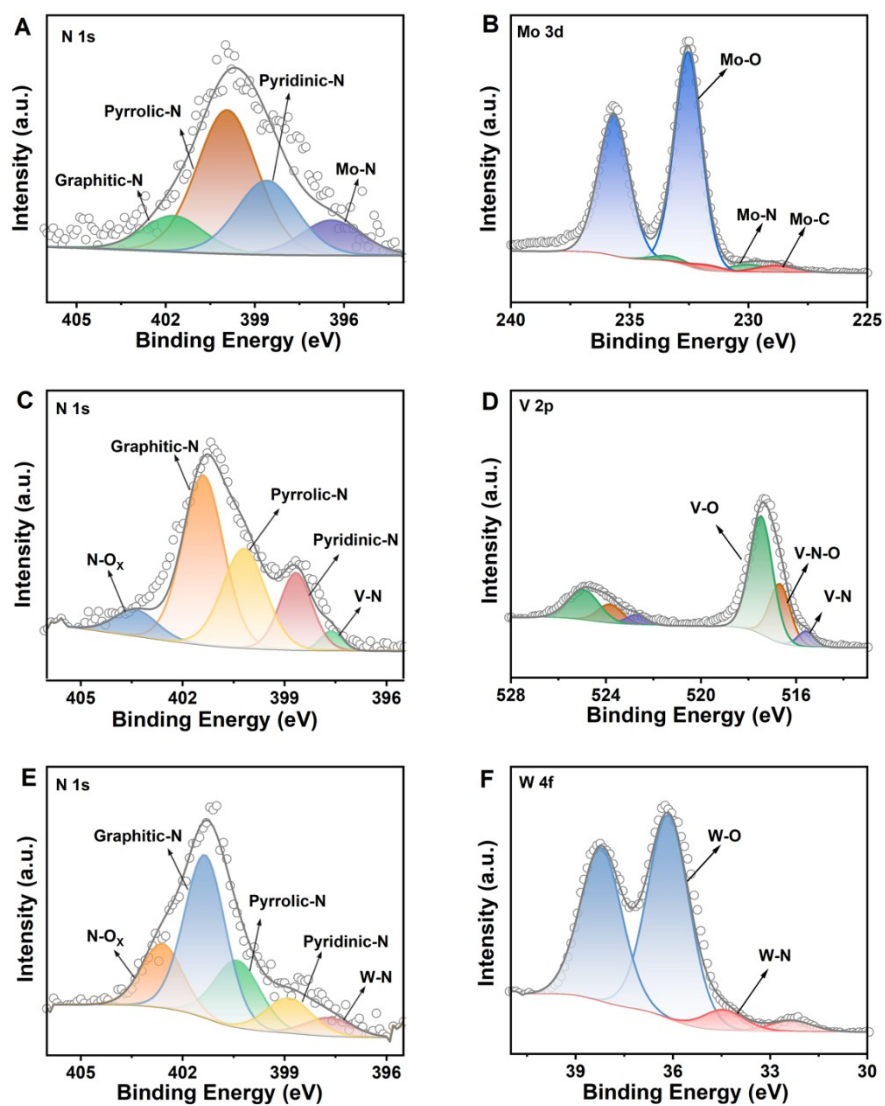 A
N 1s
Pyridinic-N
Pyrrolic-N
Graphitic-N
Mo-N
Intensity (a.u.)
405 402 399 396
Binding Energy (eV)
B
Mo 3d
Mo-O
Mo-N
Mo-C
Intensity (a.u.)
240 235 230 225
Binding Energy (eV)
C
N 1s
Graphitic-N
Pyrrolic-N
Pyridinic-N
N-OX
V-N
Intensity (a.u.)
405 402 399 396
Binding Energy (eV)
D
V 2p
V-O
V-N-O
V-N
Intensity (a.u.)
528 524 520 516
Binding Energy (eV)
E
N 1s
Graphitic-N
Pyrrolic-N
N-OX
Pyridinic-N
W-N
Intensity (a.u.)
405 402 399 396
Binding Energy (eV)
F
W 4f
W-O
W-N
Intensity (a.u.)
39 36 33 30
Binding Energy (eV)